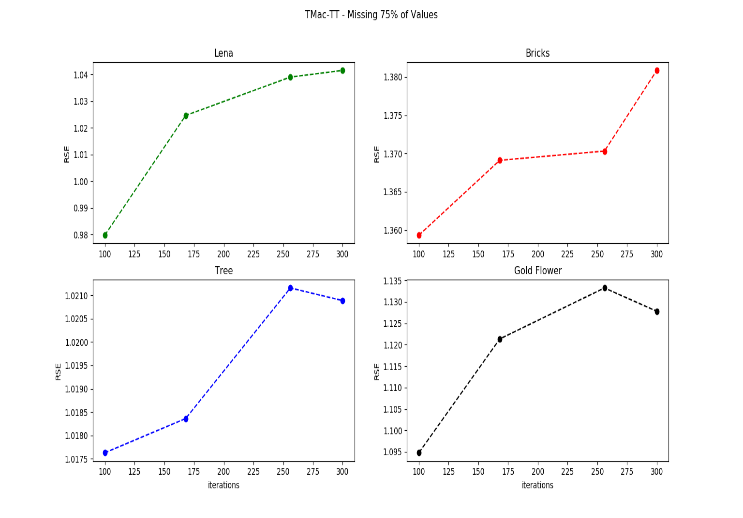 TMac-TT - Missing 75% of Values
Lena
RSE
1.04
1.03
1.02
1.01
1.00
0.99
0.98
100 125 150 175 200 225 250 275 300
Bricks
RSE
1.380
1.375
1.370
1.365
1.360
100 125 150 175 200 225 250 275 300
Tree
RSE
1.0210
1.0205
1.0200
1.0195
1.0190
1.0185
1.0180
1.0175
100 125 150 175 200 225 250 275 300
iterations
Gold Flower
RSE
1.135
1.130
1.125
1.120
1.115
1.110
1.105
1.100
1.095
100 125 150 175 200 225 250 275 300
iterations